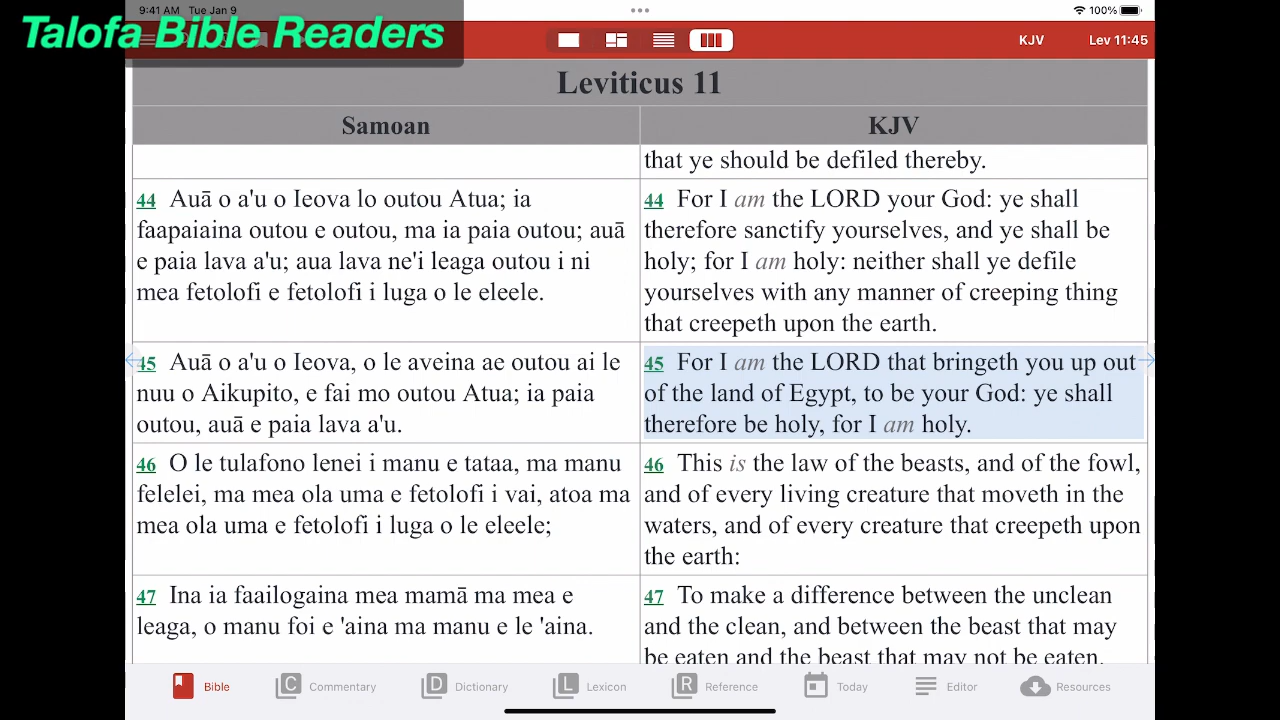 9:41 AM Tue Jan 9
100%
Talofa Bible Readers
KJV
Lev 11:45
Leviticus 11
Samoan
KJV
that ye should be defiled thereby.
44 Auā o a'u o Ieova lo outou Atua; ia
faapaiaina outou e outou, ma ia paia outou; auā
e paia lava a'u; aua lava ne'i leaga outou i ni
mea fetolofi e fetolofi i luga o le eleele.
44 For I am the LORD your God: ye shall
therefore sanctify yourselves, and ye shall be
holy; for I am holy: neither shall ye defile
yourselves with any manner of creeping thing
that creepeth upon the earth.
45 Auā o a'u o Ieova, o le aveina ae outou ai le
nuu o Aikupito, e fai mo outou Atua; ia paia
outou, auā e paia lava a'u.
45 For I am the LORD that bringeth you up out
of the land of Egypt, to be your God: ye shall
therefore be holy, for I am holy.
46 O le tulafono lenei i manu e tataa, ma manu
felelei, ma mea ola uma e fetolofi i vai, atoa ma
mea ola uma e fetolofi i luga o le eleele;
46 This is the law of the beasts, and of the fowl,
and of every living creature that moveth in the
waters, and of every creature that creepeth upon
the earth:
47 Ina ia faailogaina mea mamā ma mea e
leaga, o manu foi e 'aina ma manu e le 'aina.
47 To make a difference between the unclean
and the clean, and between the beast that may
be eaten and the beast that may not be eaten.
Bible
C Commentary
D Dictionary
L Lexicon
R Reference
Today
Editor
Resources